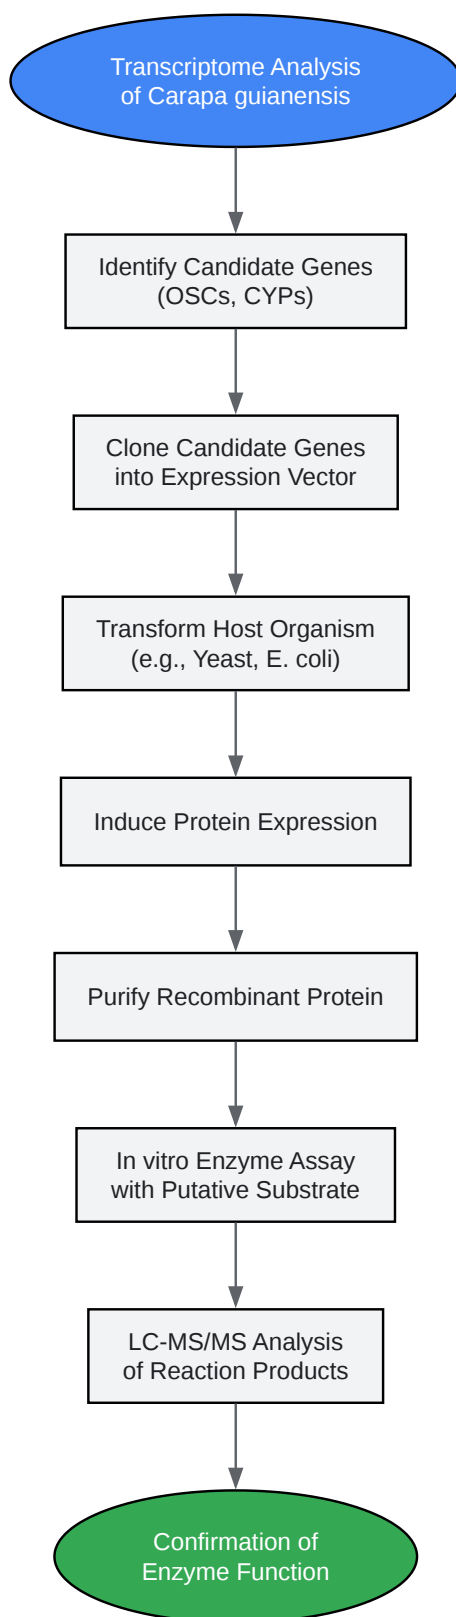 Transcriptome Analysis
of Carapa guianensis
Identify Candidate Genes
(OSCs, CYPs)
Clone Candidate Genes
into Expression Vector
Transform Host Organism
(e.g., Yeast, E. coli)
Induce Protein Expression
Purify Recombinant Protein
In vitro Enzyme Assay
with Putative Substrate
LC-MS/MS Analysis
of Reaction Products
Confirmation of
Enzyme Function